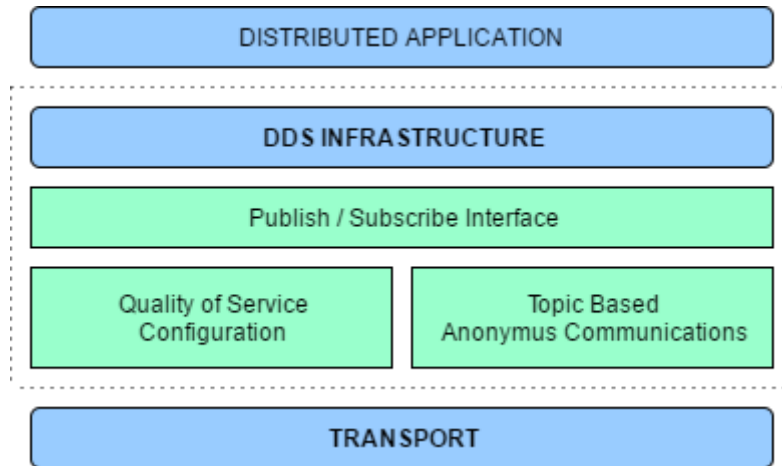 DISTRIBUTED APPLICATION
DDS INFRASTRUCTURE
Publish / Subscribe Interface
Quality of Service
Configuration
Topic Based
Anonymus Communications
TRANSPORT